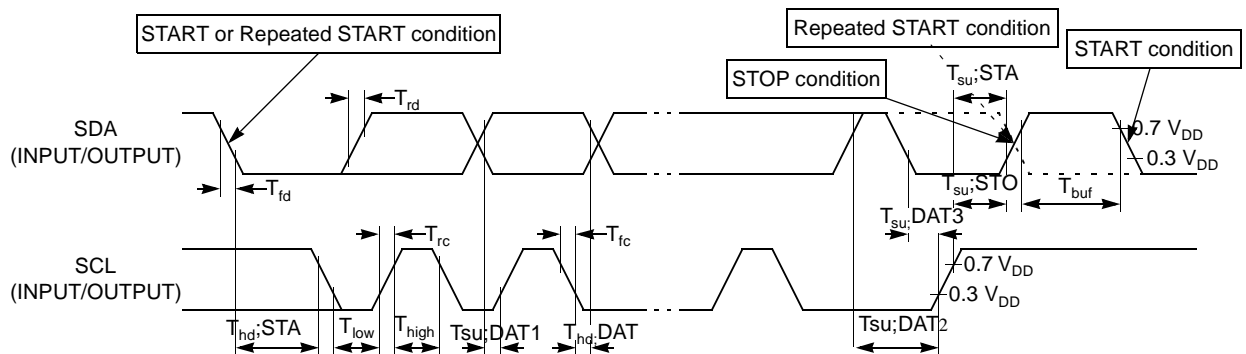 START or Repeated START condition
Repeated START condition
START condition
STOP condition
Tsu;STA
Trd
SDA
(INPUT/OUTPUT)
0.7 VDD
0.3 VDD
Tfd
Tsu;STO
Tbuf
Tsu;DAT3
Trc
Tfc
SCL
(INPUT/OUTPUT)
0.7 VDD
0.3 VDD
Thd;STA
Tlow
Thigh
Tsu;DAT1
Thd;DAT
Tsu;DAT2